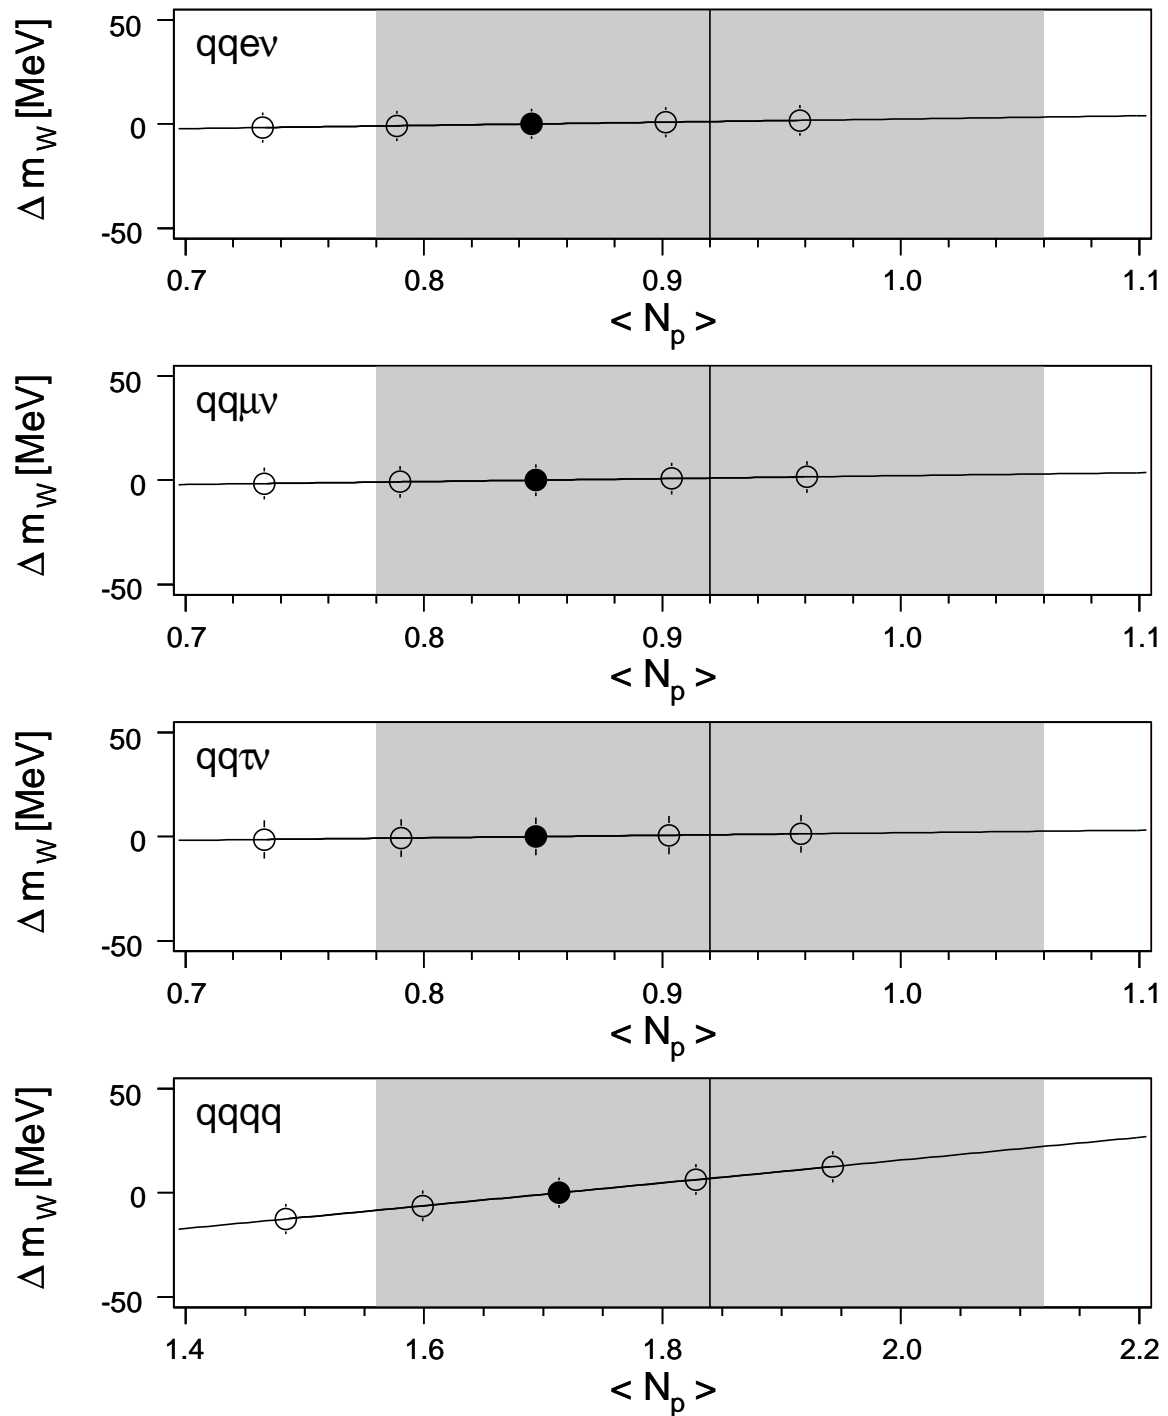 Δ m_W [MeV]
50
0
-50
qqeν
0.7 0.8 0.9 1.0 1.1
< N_p >
Δ m_W [MeV]
50
0
-50
qqμν
0.7 0.8 0.9 1.0 1.1
< N_p >
Δ m_W [MeV]
50
0
-50
qqτν
0.7 0.8 0.9 1.0 1.1
< N_p >
Δ m_W [MeV]
50
0
-50
qqqq
1.4 1.6 1.8 2.0 2.2
< N_p >